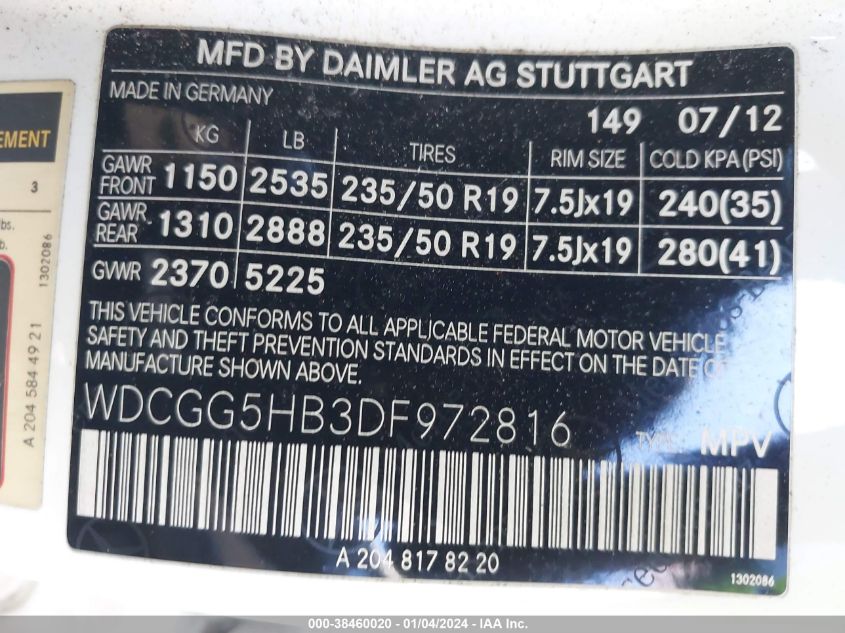 MFD BY DAIMLER AG STUTTGART
MADE IN GERMANY
149 07/12
KG LB TIRES RIM SIZE COLD KPA (PSI)
GAWR FRONT 1150 2535 235/50 R19 7.5Jx19 240(35)
GAWR REAR 1310 2888 235/50 R19 7.5Jx19 280(41)
GVWR 2370 5225
THIS VEHICLE CONFORMS TO ALL APPLICABLE FEDERAL MOTOR VEHICLE
SAFETY AND THEFT PREVENTION STANDARDS IN EFFECT ON THE DATE OF
MANUFACTURE SHOWN ABOVE.
WDCGG5HB3DF972816 TYPE MPV
A 204 817 82 20
1302086
EMENT
3
lbs.
b.
1302086
A 204 584 49 21
000-38460020 - 01/04/2024 - IAA Inc.